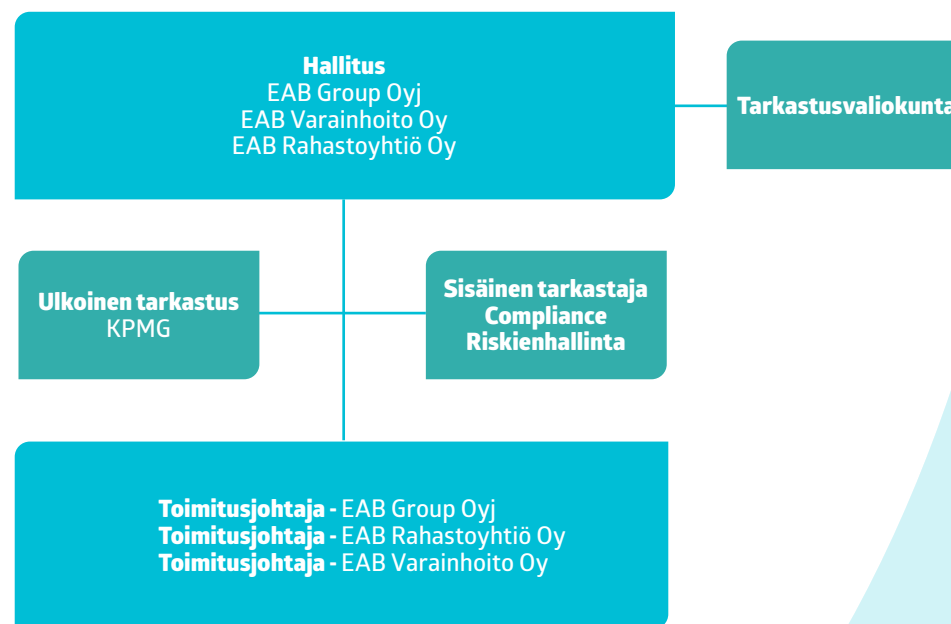 Hallitus
EAB Group Oyj
EAB Varainhoito Oy
EAB Rahastoyhtiö Oy
Tarkastusvaliokunta
Ulkoinen tarkastus
KPMG
Sisäinen tarkastaja
Compliance
Riskienhallinta
Toimitusjohtaja - EAB Group Oyj
Toimitusjohtaja - EAB Rahastoyhtiö Oy
Toimitusjohtaja - EAB Varainhoito Oy